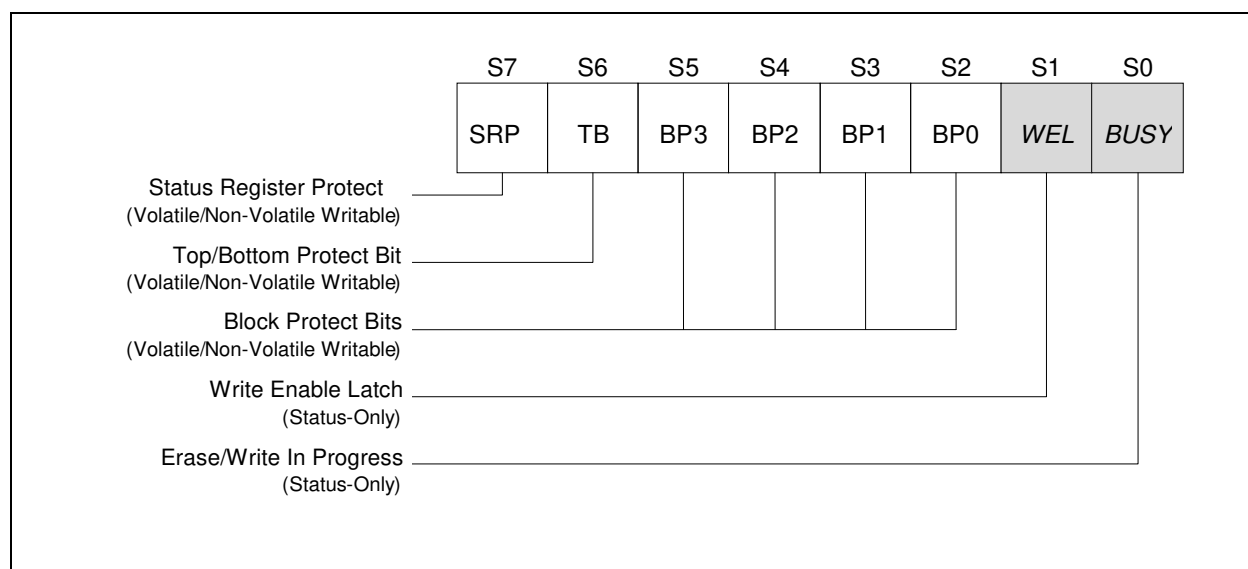 S7 S6 S5 S4 S3 S2 S1 S0
SRP TB BP3 BP2 BP1 BP0 WEL BUSY
Status Register Protect
(Volatile/Non-Volatile Writable)
Top/Bottom Protect Bit
(Volatile/Non-Volatile Writable)
Block Protect Bits
(Volatile/Non-Volatile Writable)
Write Enable Latch
(Status-Only)
Erase/Write In Progress
(Status-Only)